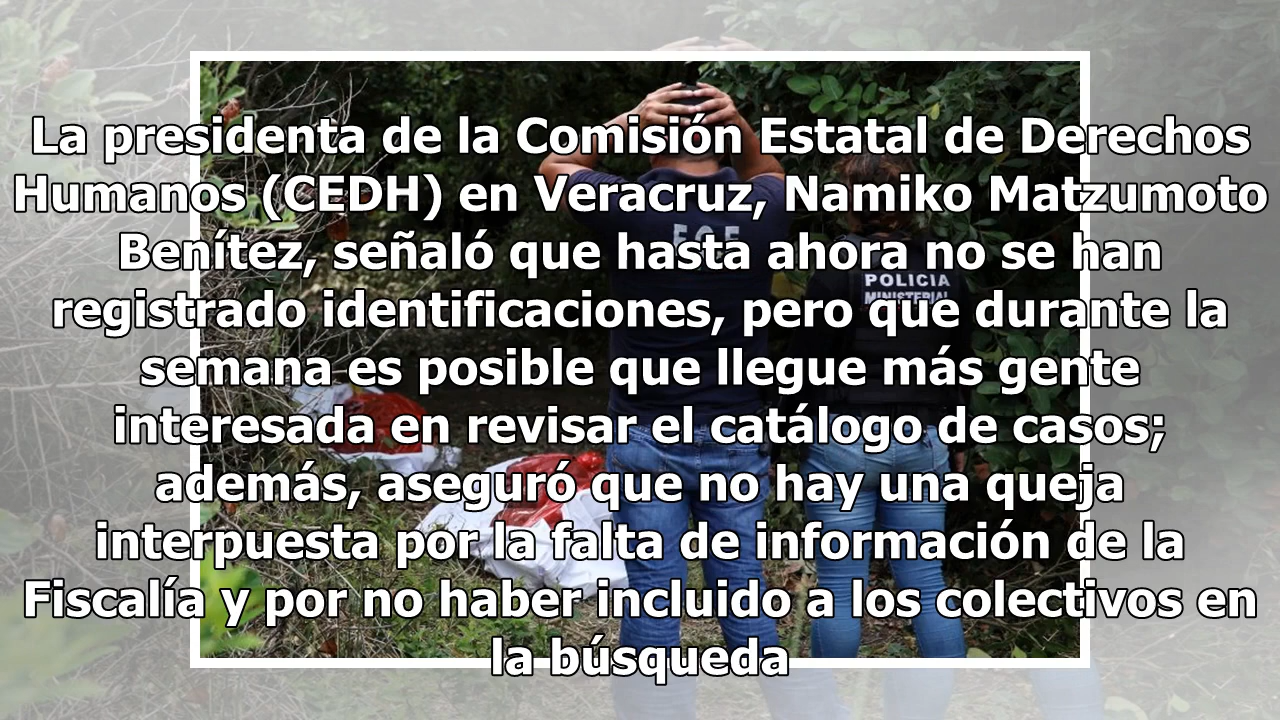 La presidenta de la Comisión Estatal de Derechos
Humanos (CEDH) en Veracruz, Namiko Matzumoto
Benítez, señaló que hasta ahora no se han
registrado identificaciones, pero que durante la
semana es posible que llegue más gente
interesada en revisar el catálogo de casos;
además, aseguró que no hay una queja
interpuesta por la falta de información de la
Fiscalía y por no haber incluido a los colectivos en
la búsqueda
POLICIA
MINISTERIAL